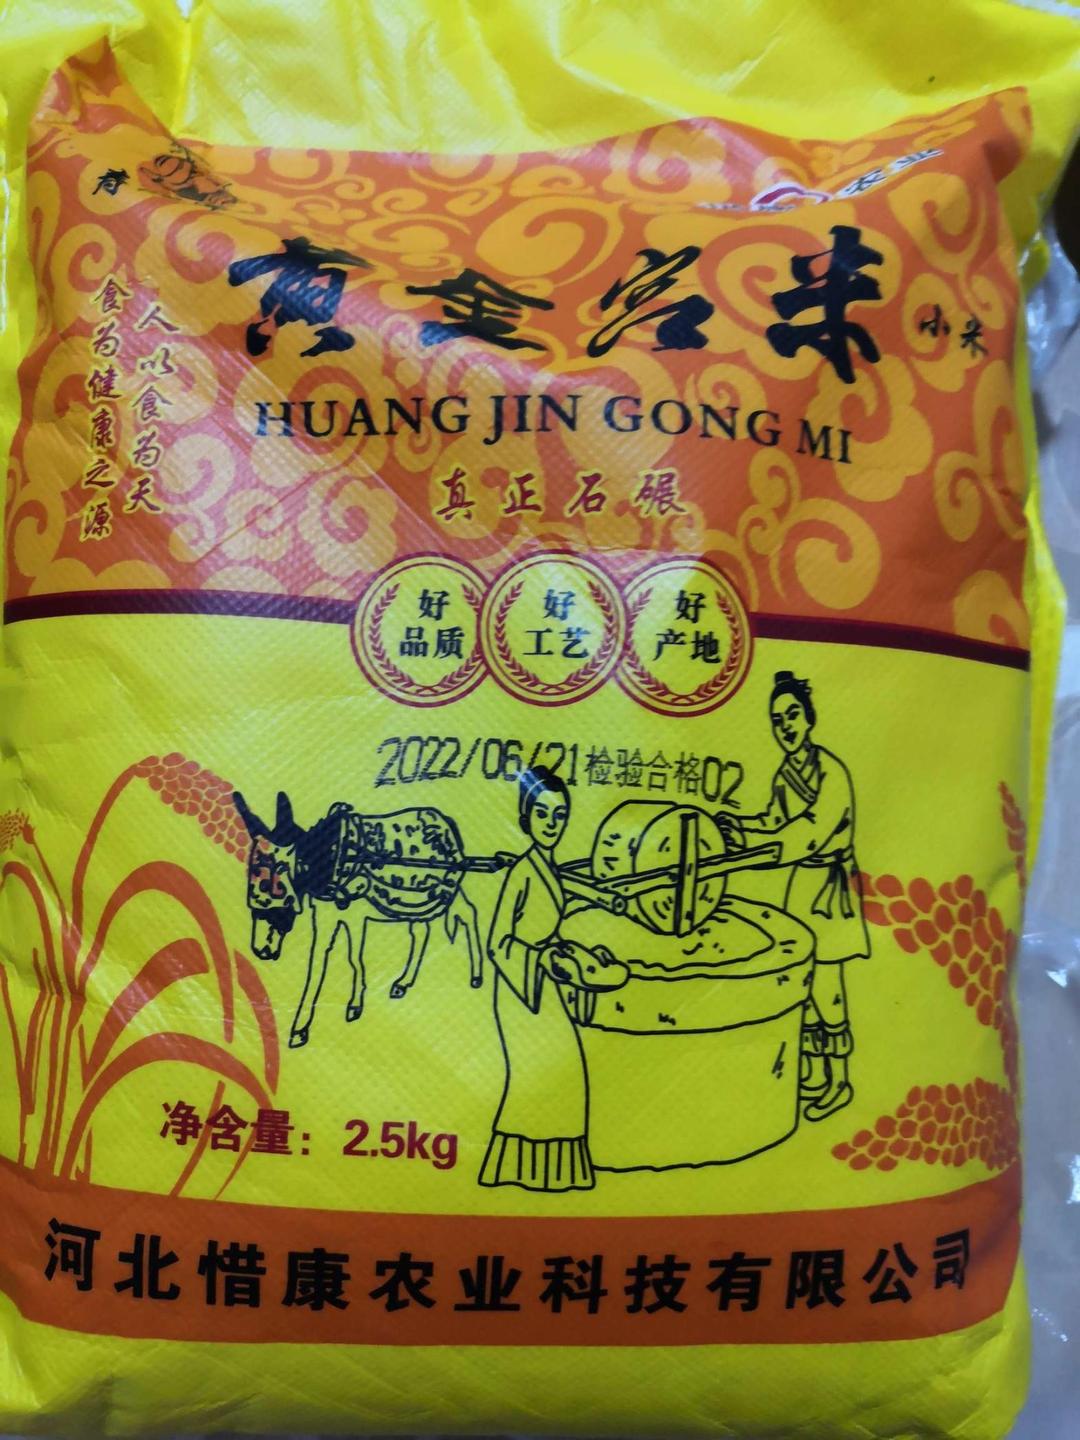 农业
黄金宫米
小米
HUANG JIN GONG MI
人以食为天
食为健康之源
真正石碾
好品质
好工艺
好产地
2022/06/21检验合格02
净含量：2.5kg
河北惜康农业科技有限公司